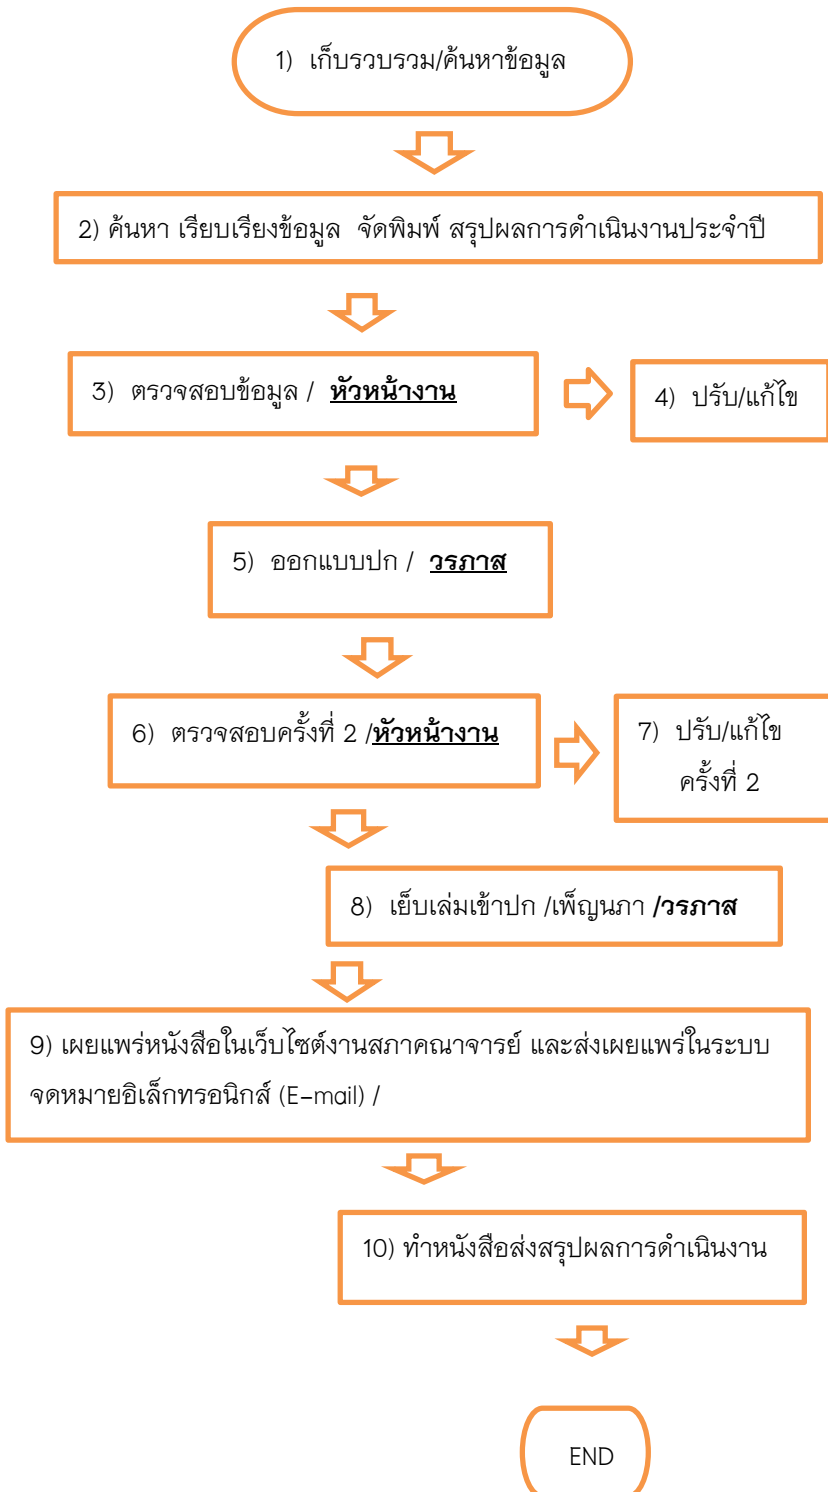 1) เก็บรวบรวม/ค้นหาข้อมูล
2) ค้นหา เรียบเรียงข้อมูล จัดพิมพ์ สรุปผลการดำเนินงานประจำปี
3) ตรวจสอบข้อมูล / หัวหน้างาน
4) ปรับ/แก้ไข
5) ออกแบบปก / วรภาส
6) ตรวจสอบครั้งที่ 2 /หัวหน้างาน
7) ปรับ/แก้ไข
ครั้งที่ 2
8) เย็บเล่มเข้าปก /เพ็ญนภา /วรภาส
9) เผยแพร่หนังสือในเว็บไซต์งานสภาคณาจารย์ และส่งเผยแพร่ในระบบ
จดหมายอิเล็กทรอนิกส์ (E-mail) /
10) ทำหนังสือส่งสรุปผลการดำเนินงาน
END